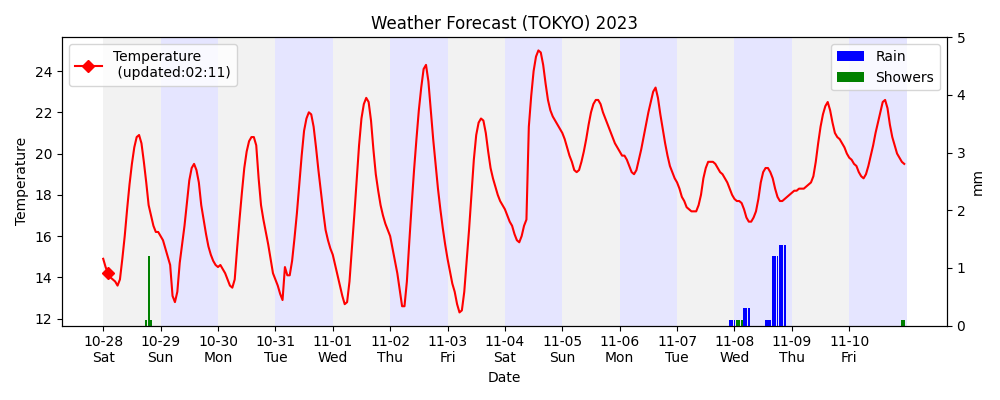 Weather Forecast (TOKYO) 2023
Temperature
(updated:02:11)
Rain
Showers
Temperature
24
22
20
18
16
14
12
5
4
3
2
1
0
mm
10-28 10-29 10-30 10-31 11-01 11-02 11-03 11-04 11-05 11-06 11-07 11-08 11-09 11-10
Sat Sun Mon Tue Wed Thu Fri Sat Sun Mon Tue Wed Thu Fri
Date